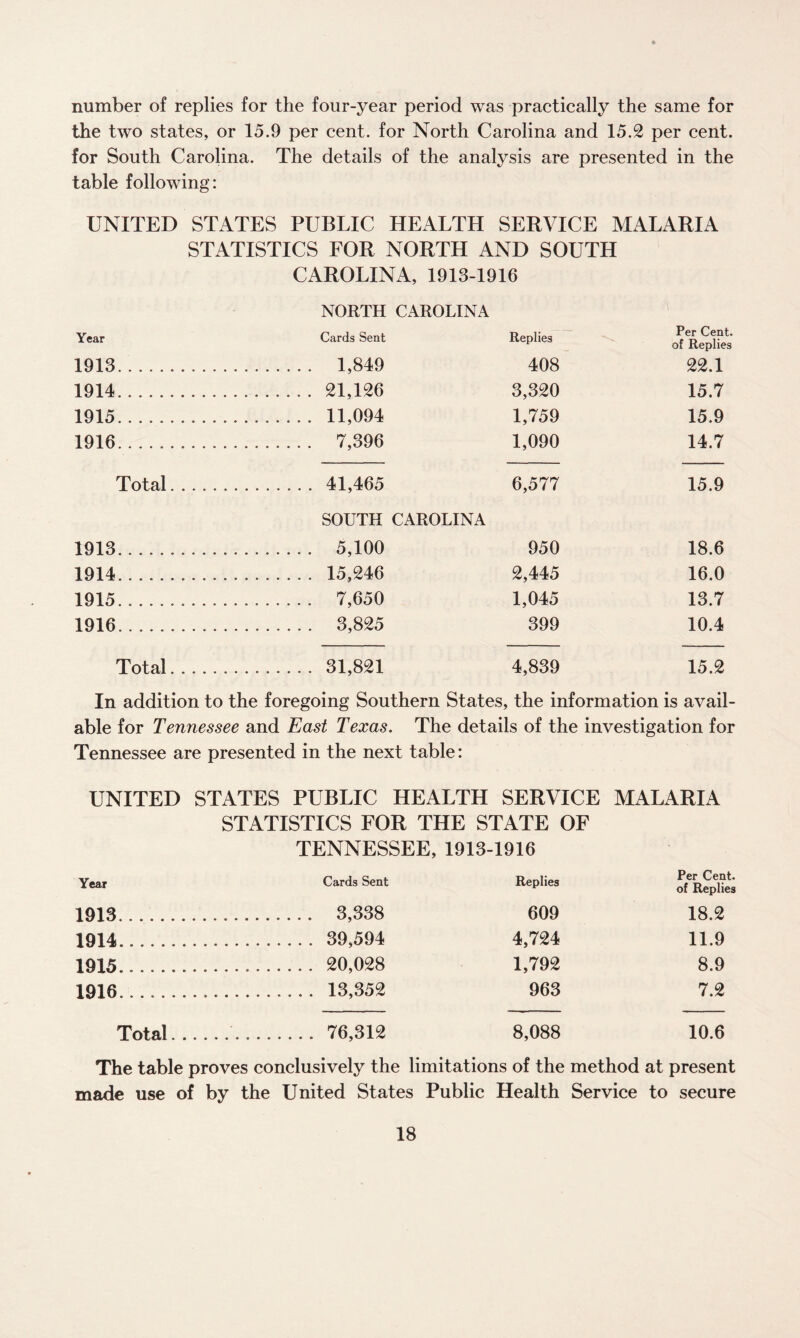 number of replies for the four-year period was practically the same for
the two states, or 15.9 per cent. for North Carolina and 15.2 per cent.
for South Carolina. The details of the analysis are presented in the
table following:
UNITED STATES PUBLIC HEALTH SERVICE MALARIA
STATISTICS FOR NORTH AND SOUTH
CAROLINA, 1913-1916
NORTH CAROLINA
Year Cards Sent Replies Per Cent. of Replies
1913.................... 1,849 408 22.1
1914.................... 21,126 3,320 15.7
1915.................... 11,094 1,759 15.9
1916.................... 7,396 1,090 14.7
Total............... 41,465 6,577 15.9
SOUTH CAROLINA
1913.................... 5,100 950 18.6
1914.................... 15,246 2,445 16.0
1915.................... 7,650 1,045 13.7
1916.................... 3,825 399 10.4
Total............... 31,821 4,839 15.2
In addition to the foregoing Southern States, the information is avail-
able for Tennessee and East Texas. The details of the investigation for
Tennessee are presented in the next table:
UNITED STATES PUBLIC HEALTH SERVICE MALARIA
STATISTICS FOR THE STATE OF
TENNESSEE, 1913-1916
Year Cards Sent Replies Per Cent. of Replies
1913.................... 3,338 609 18.2
1914.................... 39,594 4,724 11.9
1915.................... 20,028 1,792 8.9
1916.................... 13,352 963 7.2
Total............... 76,312 8,088 10.6
The table proves conclusively the limitations of the method at present
made use of by the United States Public Health Service to secure
18